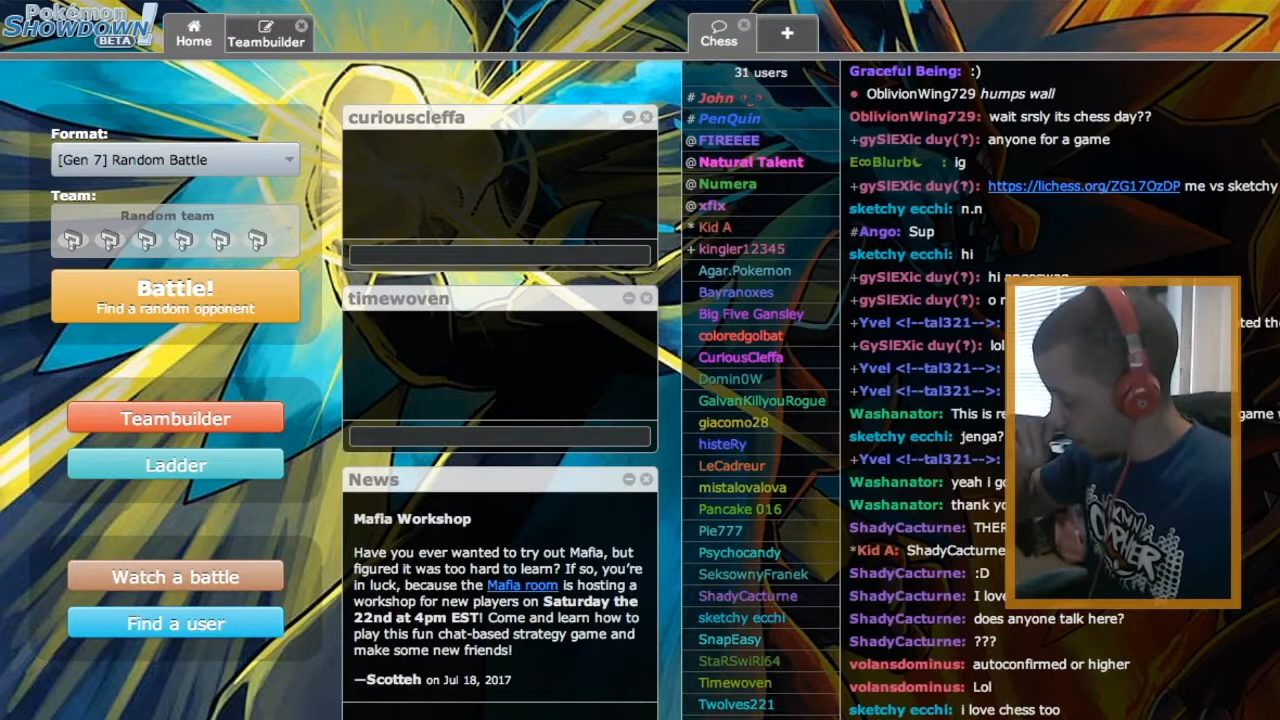 Pokémon
SHOWDOWN!
BETA
Home
Teambuilder
Chess
+
Format:
[Gen 7] Random Battle
Team:
Random team
Battle!
Find a random opponent
Teambuilder
Ladder
Watch a battle
Find a user
curiouscleffa
timewoven
News
Mafia Workshop
Have you ever wanted to try out Mafia, but
figured it was too hard to learn? If so, you're
in luck, because the Mafia room is hosting a
workshop for new players on Saturday the
22nd at 4pm EST! Come and learn how to
play this fun chat-based strategy game and
make some new friends!
—Scotteh on Jul 18, 2017
31 users
#John
#PenQuin
@FIREEEE
@Natural Talent
@Numera
@xfix
*Kid A
+kingler12345
Agar.Pokemon
Bayranoxes
Big Five Gansley
coloredgolbat
CuriousCleffa
Domin0W
GalvanKillyouRogue
giacomo28
histeRy
LeCadreur
mistalovalova
Pancake 016
Pie777
Psychocandy
SeksownyFranek
ShadyCacturne
sketchy ecchi
SnapEasy
StaRSWiRl64
Timewoven
Twolves221
Graceful Being: :)
• OblivionWing729 humps wall
OblivionWing729: wait srsly its chess day??
+gySlEXic duy(?): anyone for a game
E∞Blurb☾ : ig
+gySlEXic duy(?): https://lichess.org/ZG17OzDP me vs sketchy
sketchy ecchi: n.n
#Ango: Sup
sketchy ecchi: hi
+gySlEXic duy(?): hi
+gySlEXic duy(?):
+Yvel <!--tal321-->:
+GySlEXic duy(?): lol
+Yvel <!--tal321-->:
+Yvel <!--tal321-->:
Washanator: This is game
sketchy ecchi: jenga?
+Yvel <!--tal321-->:
Washanator: yeah i
Washanator: thank
ShadyCacturne:
*Kid A: ShadyCacturne
ShadyCacturne: :D
ShadyCacturne: I
ShadyCacturne: does anyone talk here?
ShadyCacturne: ???
volansdominus: autoconfirmed or higher
volansdominus: Lol
sketchy ecchi: i love chess too
CYPHER